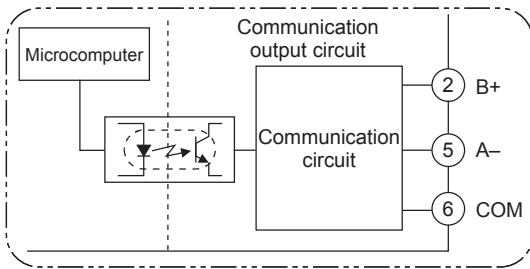 Communication
output circuit
Microcomputer
Communication
circuit
2 B+
5 A–
6 COM